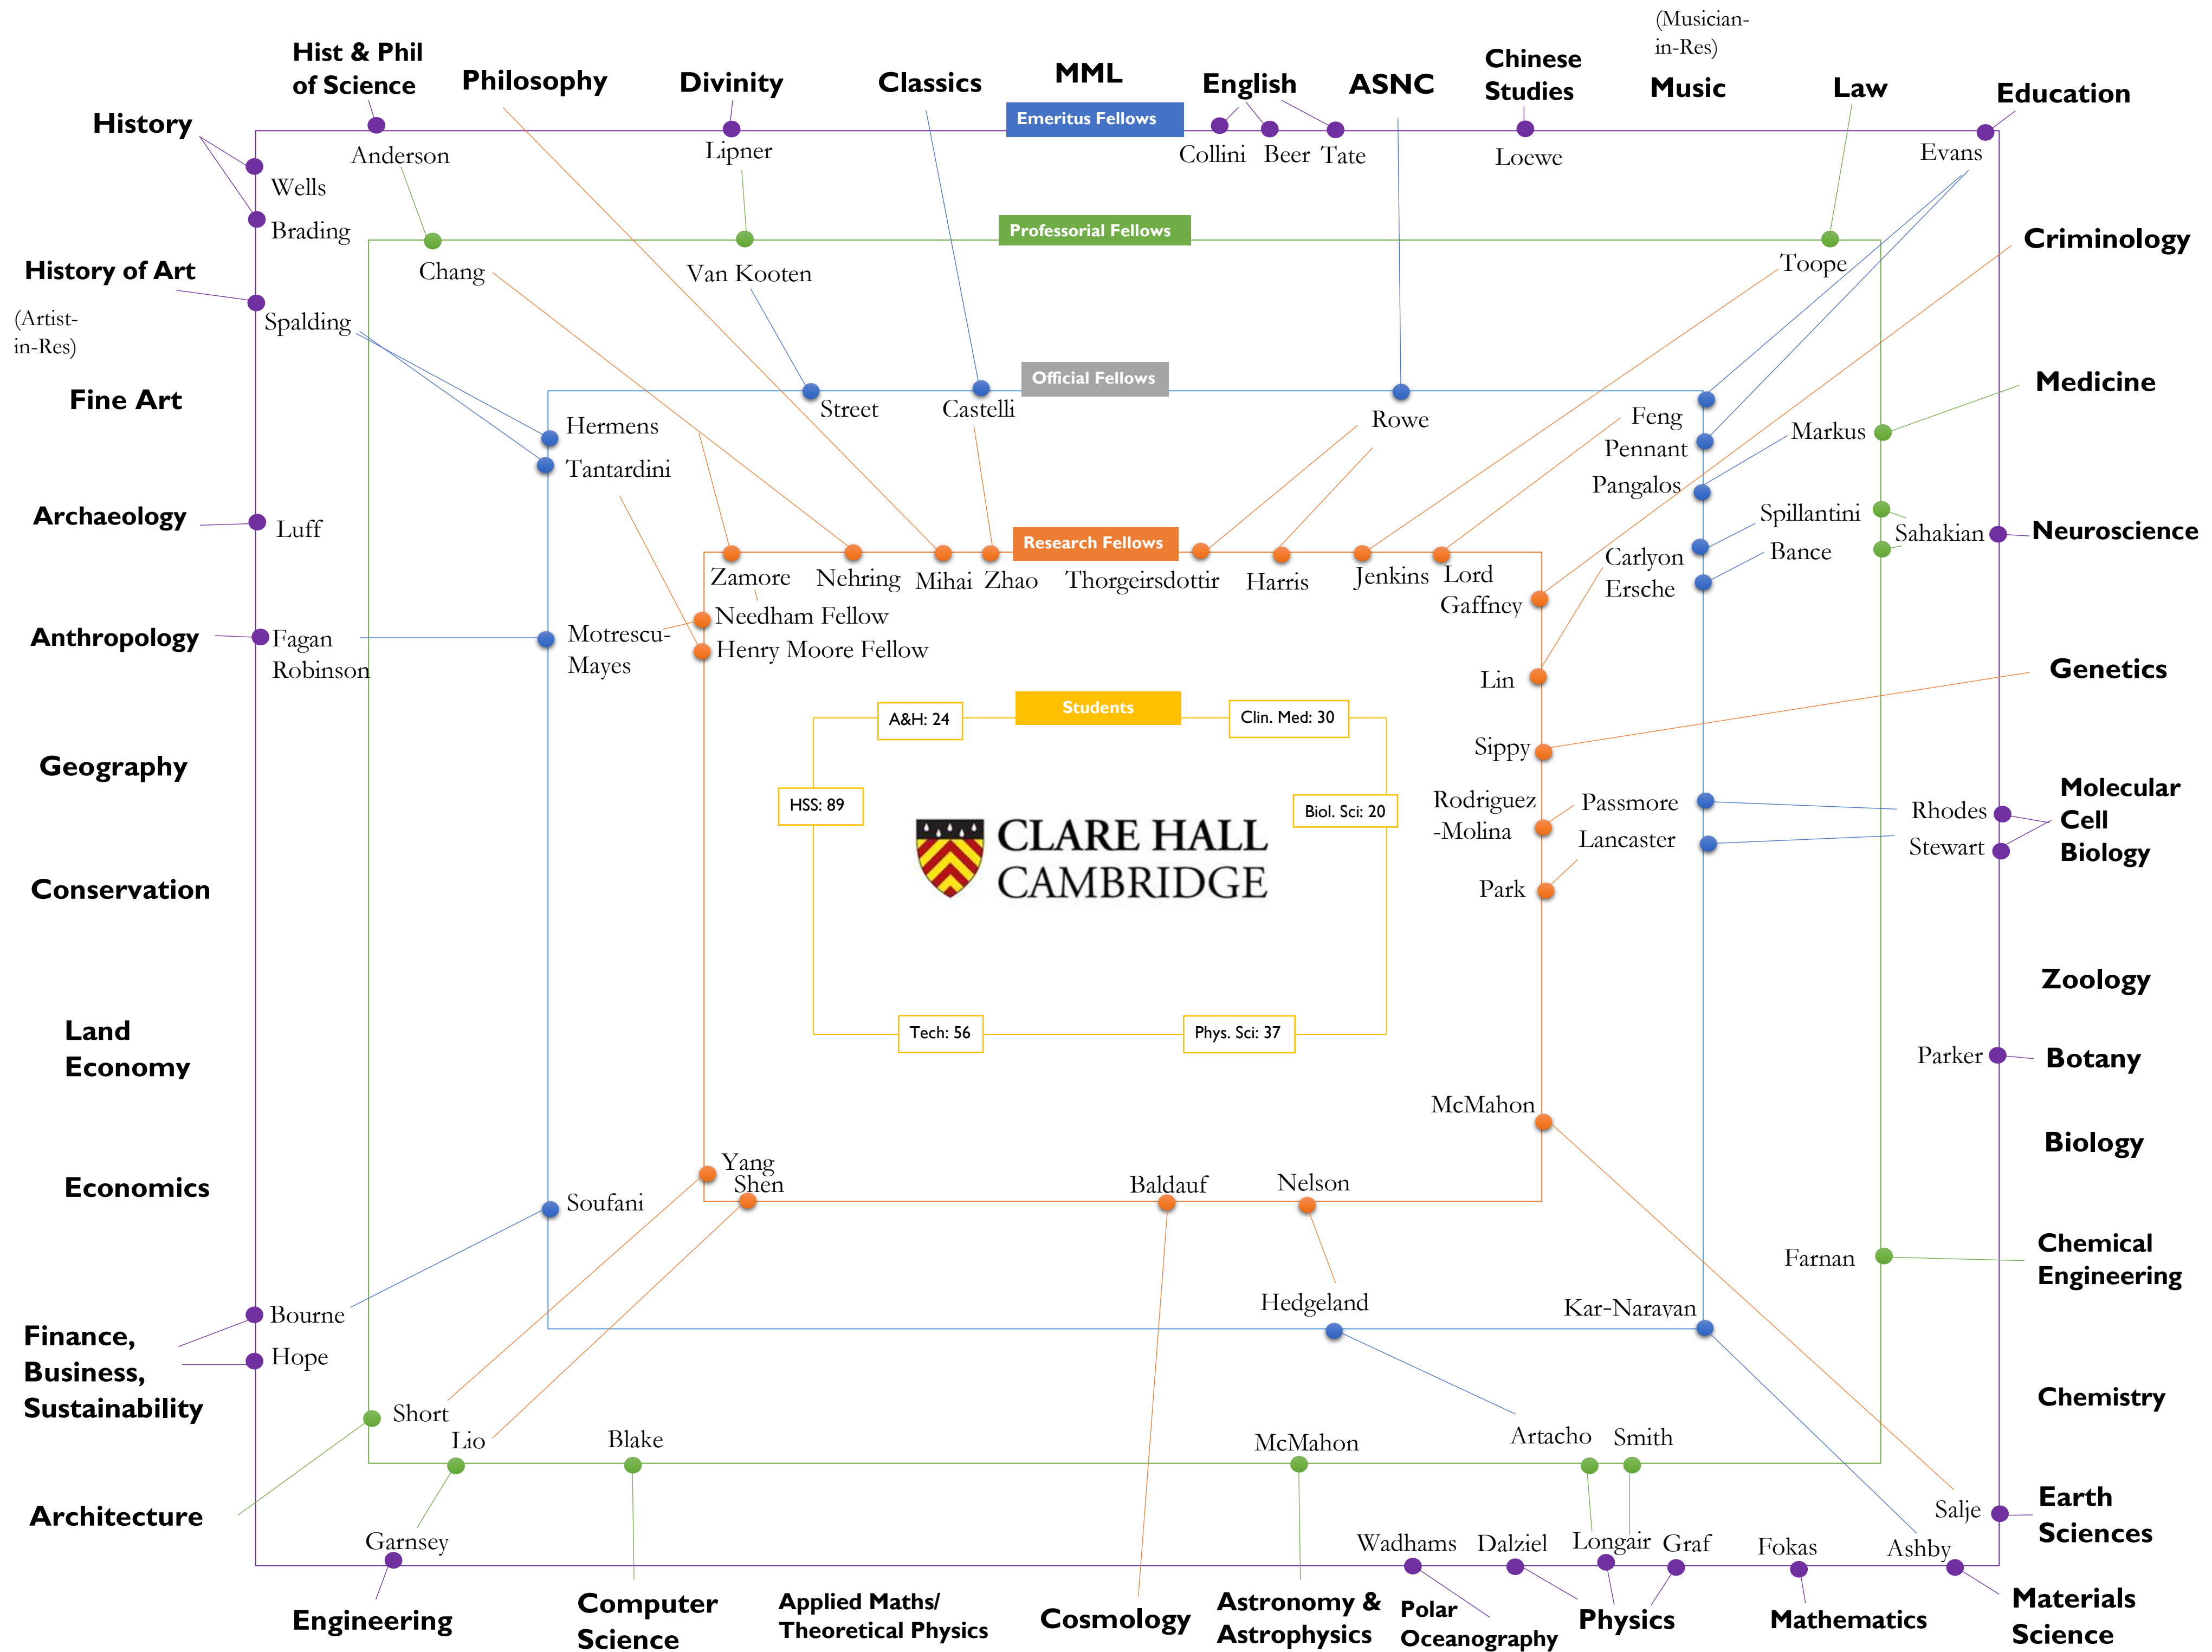 (Musician-
in-Res)
Hist & Phil
of Science
Philosophy
Divinity
Classics
MML
English
ASNC
Chinese
Studies
Music
Law
Education
History
Emeritus Fellows
Anderson
Lipner
Collini
Beer
Tate
Loewe
Evans
Wells
Brading
Professorial Fellows
Criminology
History of Art
Chang
Van Kooten
Toope
(Artist-
in-Res)
Spalding
Fine Art
Official Fellows
Medicine
Hermens
Street
Castelli
Rowe
Feng
Markus
Tantardini
Pennant
Pangalos
Archaeology
Luff
Spillantini
Sahakian
Neuroscience
Research Fellows
Carlyon
Bance
Ersche
Zamore
Nehring
Mihai
Zhao
Thorgeirsdottir
Harris
Jenkins
Lord
Gaffney
Needham Fellow
Anthropology
Fagan
Robinson
Motrescu-
Mayes
Henry Moore Fellow
Lin
Genetics
Students
A&H: 24
Clin. Med: 30
Sippy
Geography
HSS: 89
Biol. Sci: 20
Rodriguez
-Molina
Passmore
Rhodes
Molecular
Cell
Biology
CLARE HALL
CAMBRIDGE
Lancaster
Stewart
Conservation
Park
Zoology
Land
Economy
Tech: 56
Phys. Sci: 37
Parker
Botany
McMahon
Biology
Economics
Yang
Shen
Baldauf
Nelson
Soufani
Farnan
Chemical
Engineering
Bourne
Hedgeland
Kar-Narayan
Finance,
Business,
Sustainability
Hope
Chemistry
Short
Lio
Blake
McMahon
Artacho
Smith
Architecture
Salje
Earth
Sciences
Garnsey
Wadhams
Dalziel
Longair
Graf
Fokas
Ashby
Engineering
Computer
Science
Applied Maths/
Theoretical Physics
Cosmology
Astronomy &
Astrophysics
Polar
Oceanography
Physics
Mathematics
Materials
Science